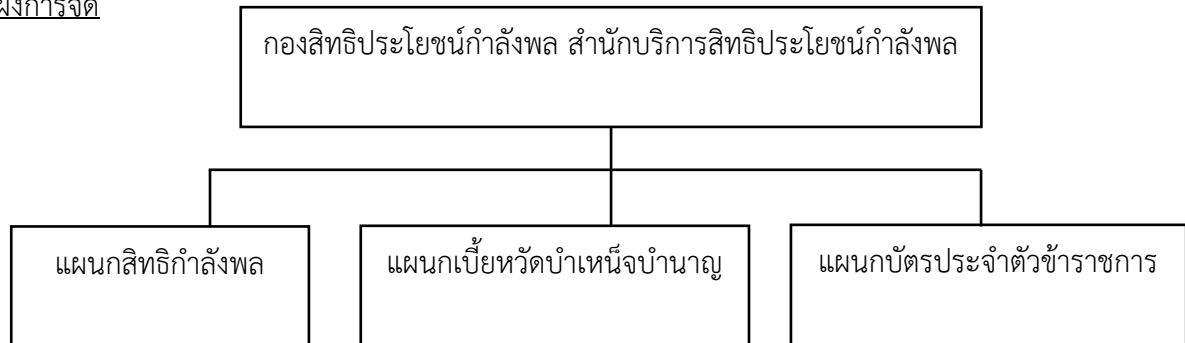 ผังการจัด
กองสิทธิประโยชน์กำลังพล สำนักบริการสิทธิประโยชน์กำลังพล
แผนกสิทธิกำลังพล
แผนกเบี้ยหวัดบำเหน็จบำนาญ
แผนกบัตรประจำตัวข้าราชการ